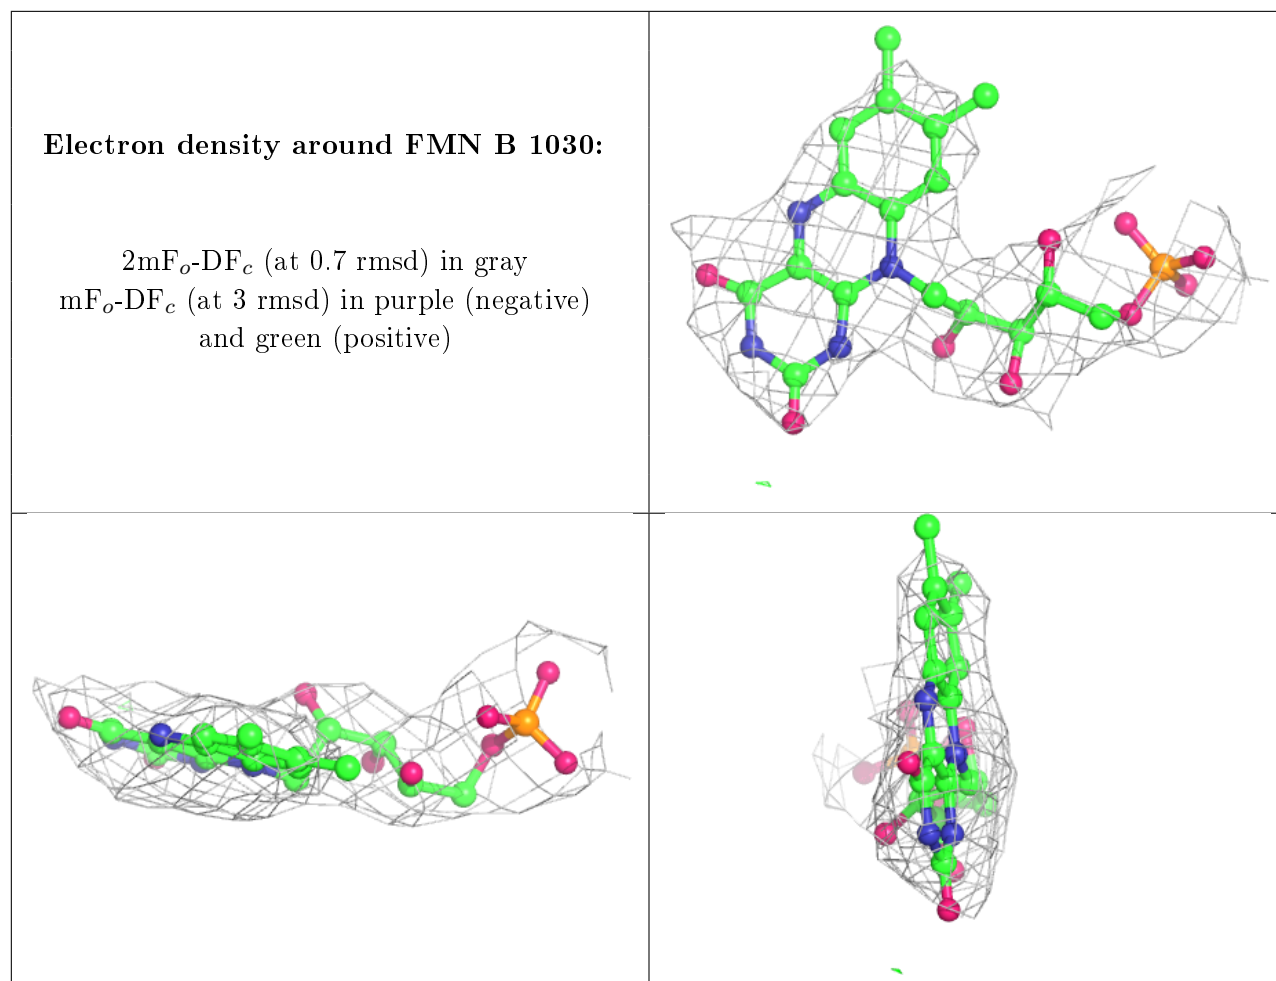 Electron density around FMN B 1030:
2mFo-DFc (at 0.7 rmsd) in gray
mFo-DFc (at 3 rmsd) in purple (negative)
and green (positive)